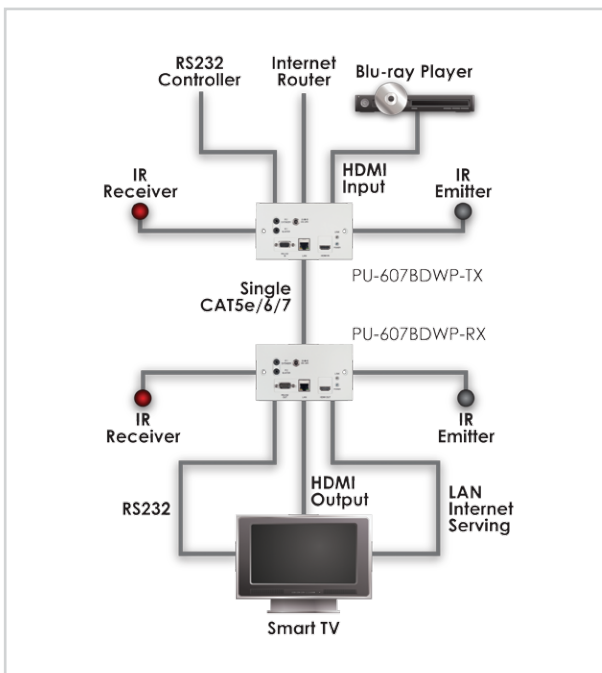 RS232
Controller
Internet
Router
Blu-ray Player
IR
Receiver
HDMI
Input
IR
Emitter
PU-607BDWP-TX
Single
CAT5e/6/7
PU-607BDWP-RX
IR
Receiver
IR
Emitter
RS232
HDMI
Output
LAN
Internet
Serving
Smart TV